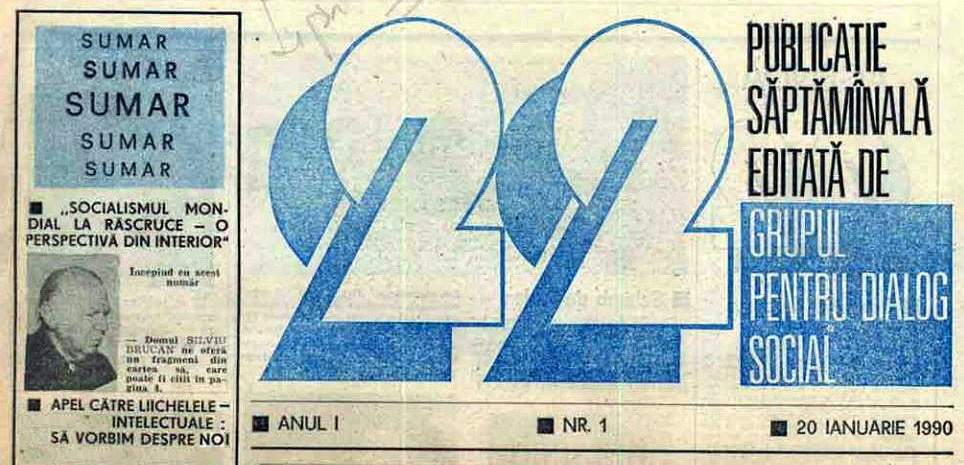 SUMAR
SUMAR
SUMAR
SUMAR
SUMAR
„SOCIALISMUL MON-
DIAL LA RĂSCRUCE – O
PERSPECTIVĂ DIN INTERIOR"
Începînd cu acest
număr
— Domul SILVIU
BRUCAN ne oferă
un fragment din
cartea sa, care
poate fi citit în pa-
gina 4.
APEL CĂTRE LIICHELELE –
INTELECTUALE :
SĂ VORBIM DESPRE NOI
22
PUBLICAȚIE
SĂPTĂMÎNALĂ
EDITATĂ DE
GRUPUL
PENTRU DIALOG
SOCIAL
ANUL I
NR. 1
20 IANUARIE 1990